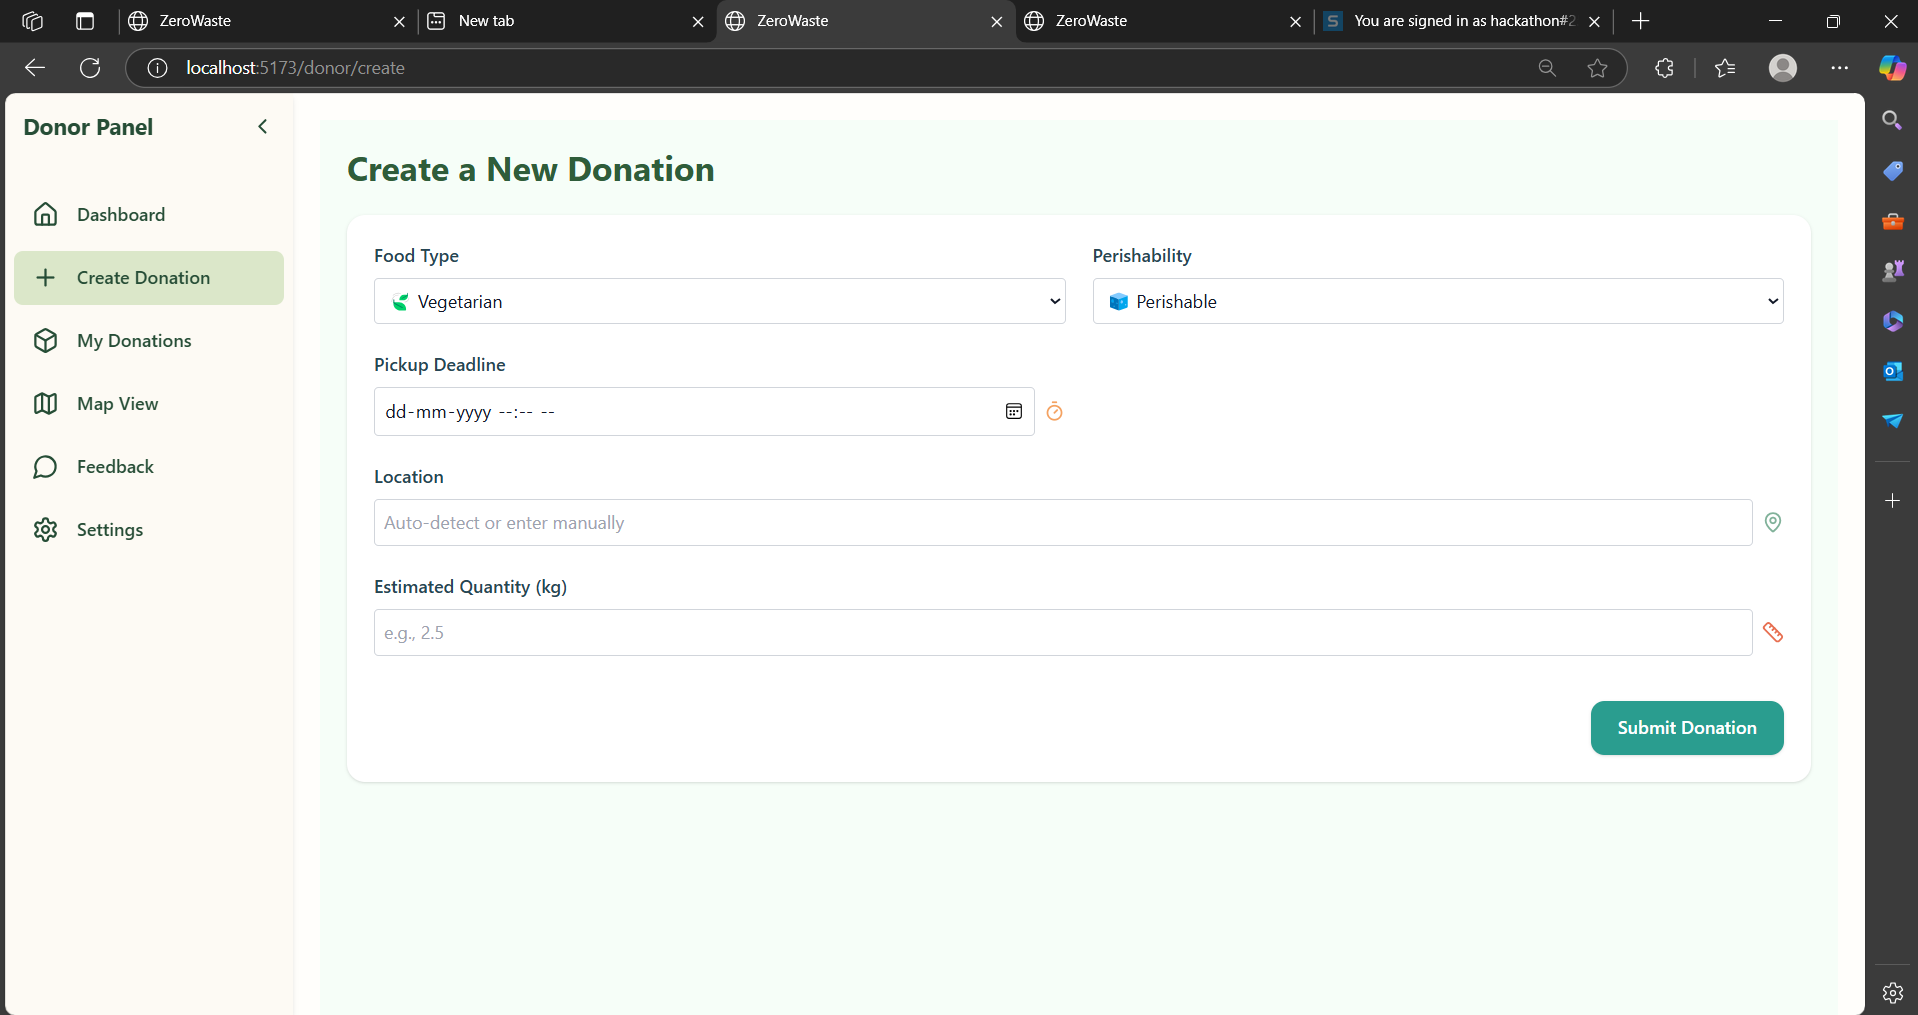 ZeroWaste
New tab
ZeroWaste
ZeroWaste
You are signed in as hackathon#2
localhost:5173/donor/create
Donor Panel
Dashboard
Create Donation
My Donations
Map View
Feedback
Settings
Create a New Donation
Food Type
Perishability
Vegetarian
Perishable
Pickup Deadline
dd-mm-yyyy --:-- --
Location
Auto-detect or enter manually
Estimated Quantity (kg)
e.g., 2.5
Submit Donation